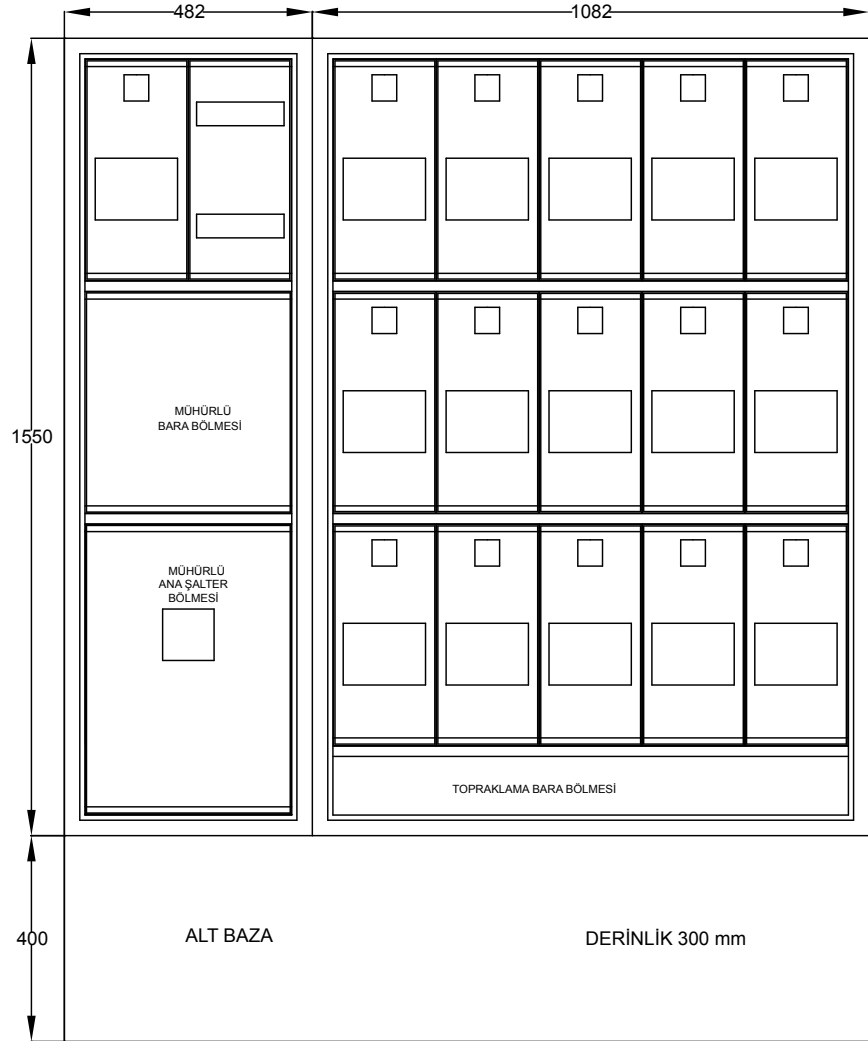 482
1082
1550
MÜHÜRLÜ
BARA BÖLMESİ
MÜHÜRLÜ
ANA ŞALTER
BÖLMESİ
TOPRAKLAMA BARA BÖLMESİ
400
ALT BAZA
DERİNLİK 300 mm